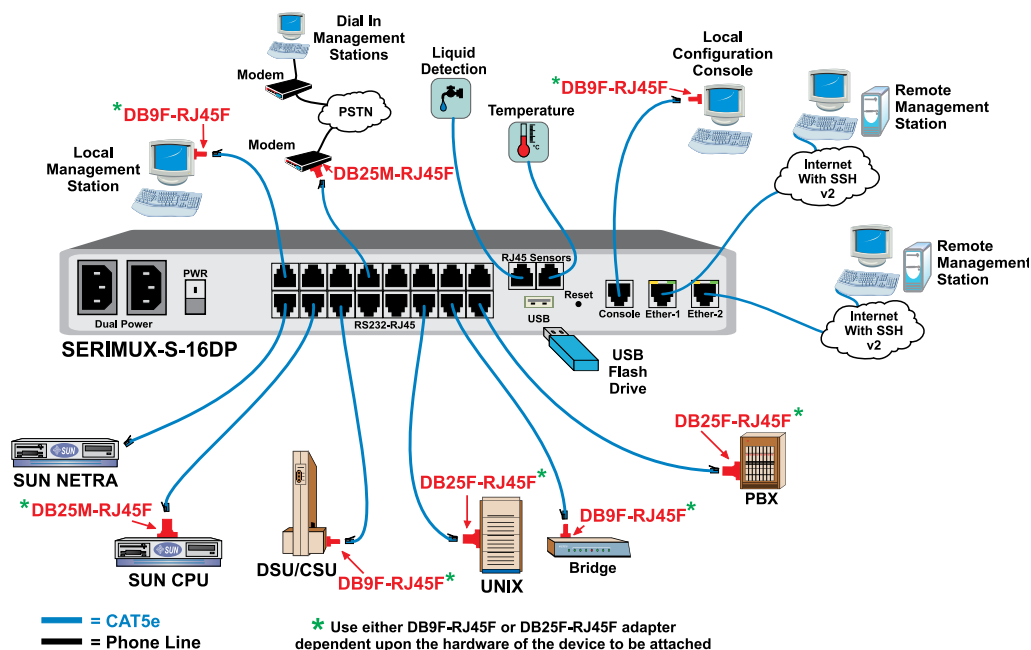 Dial In
Management
Stations
Modem
PSTN
Modem
*DB9F-RJ45F
Local
Management
Station
DB25M-RJ45F
Liquid
Detection
Temperature
°C
Local
Configuration
Console
*DB9F-RJ45F
Remote
Management
Station
Internet
With SSH
v2
Remote
Management
Station
Internet
With SSH
v2
PWR
Dual Power
RS232-RJ45
RJ45 Sensors
USB
Reset
Console
Ether-1
Ether-2
SERIMUX-S-16DP
USB
Flash
Drive
SUN
SUN NETRA
*DB25M-RJ45F
SUN
SUN CPU
DSU/CSU
DB9F-RJ45F*
DB25F-RJ45F*
UNIX
DB9F-RJ45F*
Bridge
DB25F-RJ45F*
PBX
= CAT5e
= Phone Line
* Use either DB9F-RJ45F or DB25F-RJ45F adapter
dependent upon the hardware of the device to be attached